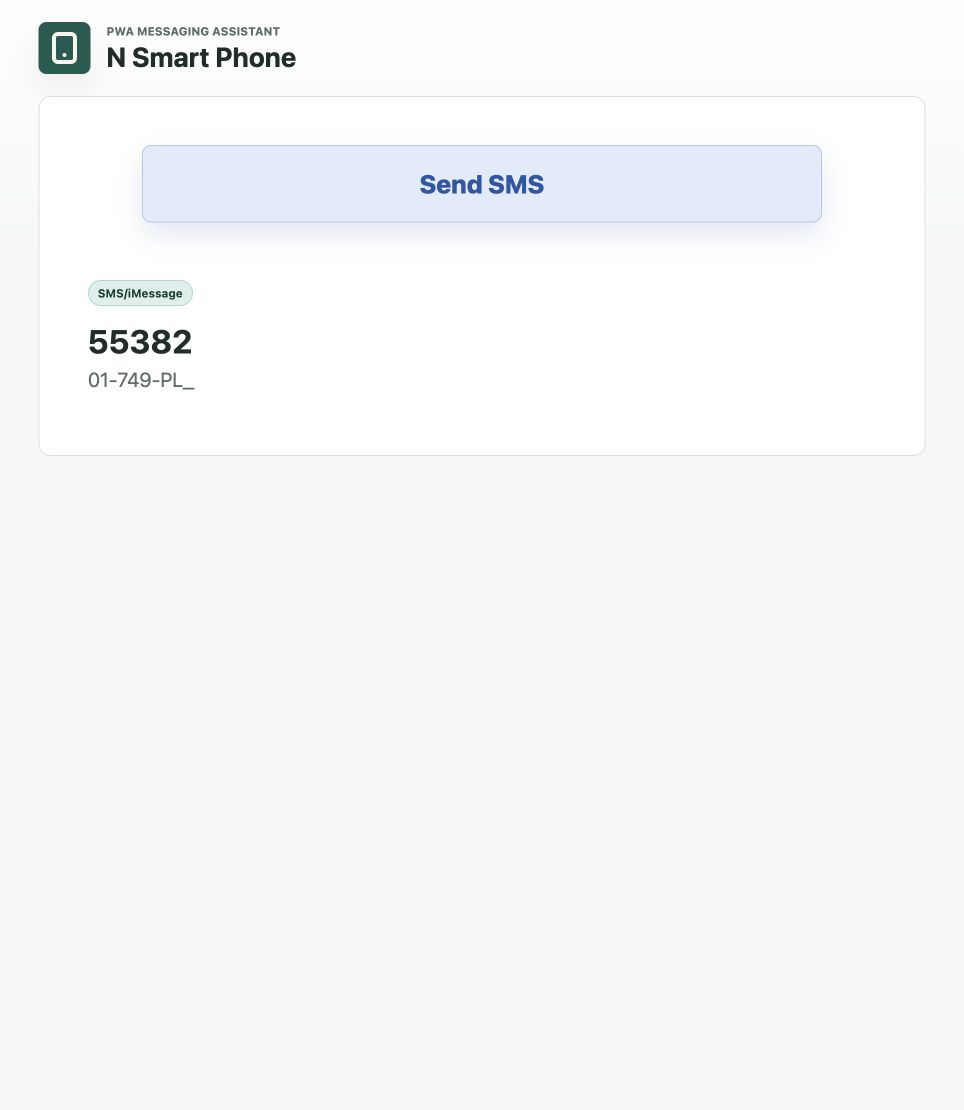 PWA MESSAGING ASSISTANT
N Smart Phone
Send SMS
SMS/iMessage
55382
01-749-PL_